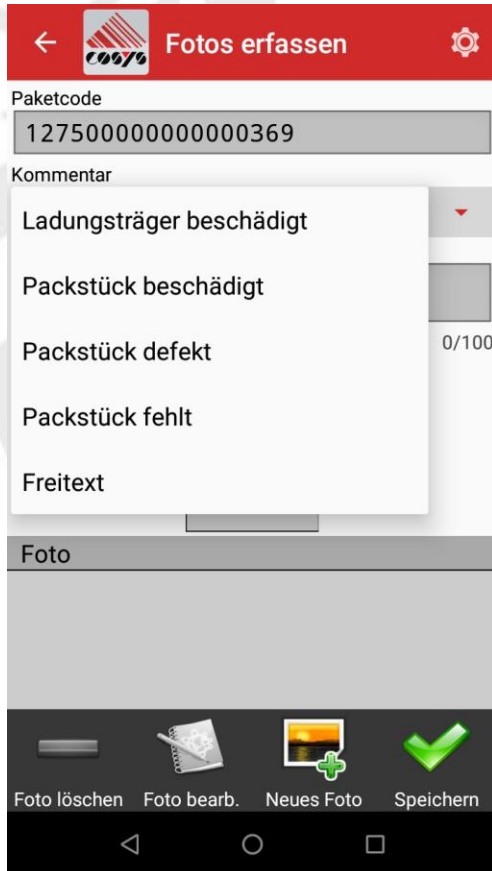 COSYS
Fotos erfassen
Paketcode
127500000000000369
Kommentar
Ladungsträger beschädigt
Packstück beschädigt
Packstück defekt
Packstück fehlt
Freitext
0/100
Foto
Foto löschen
Foto bearb.
Neues Foto
Speichern